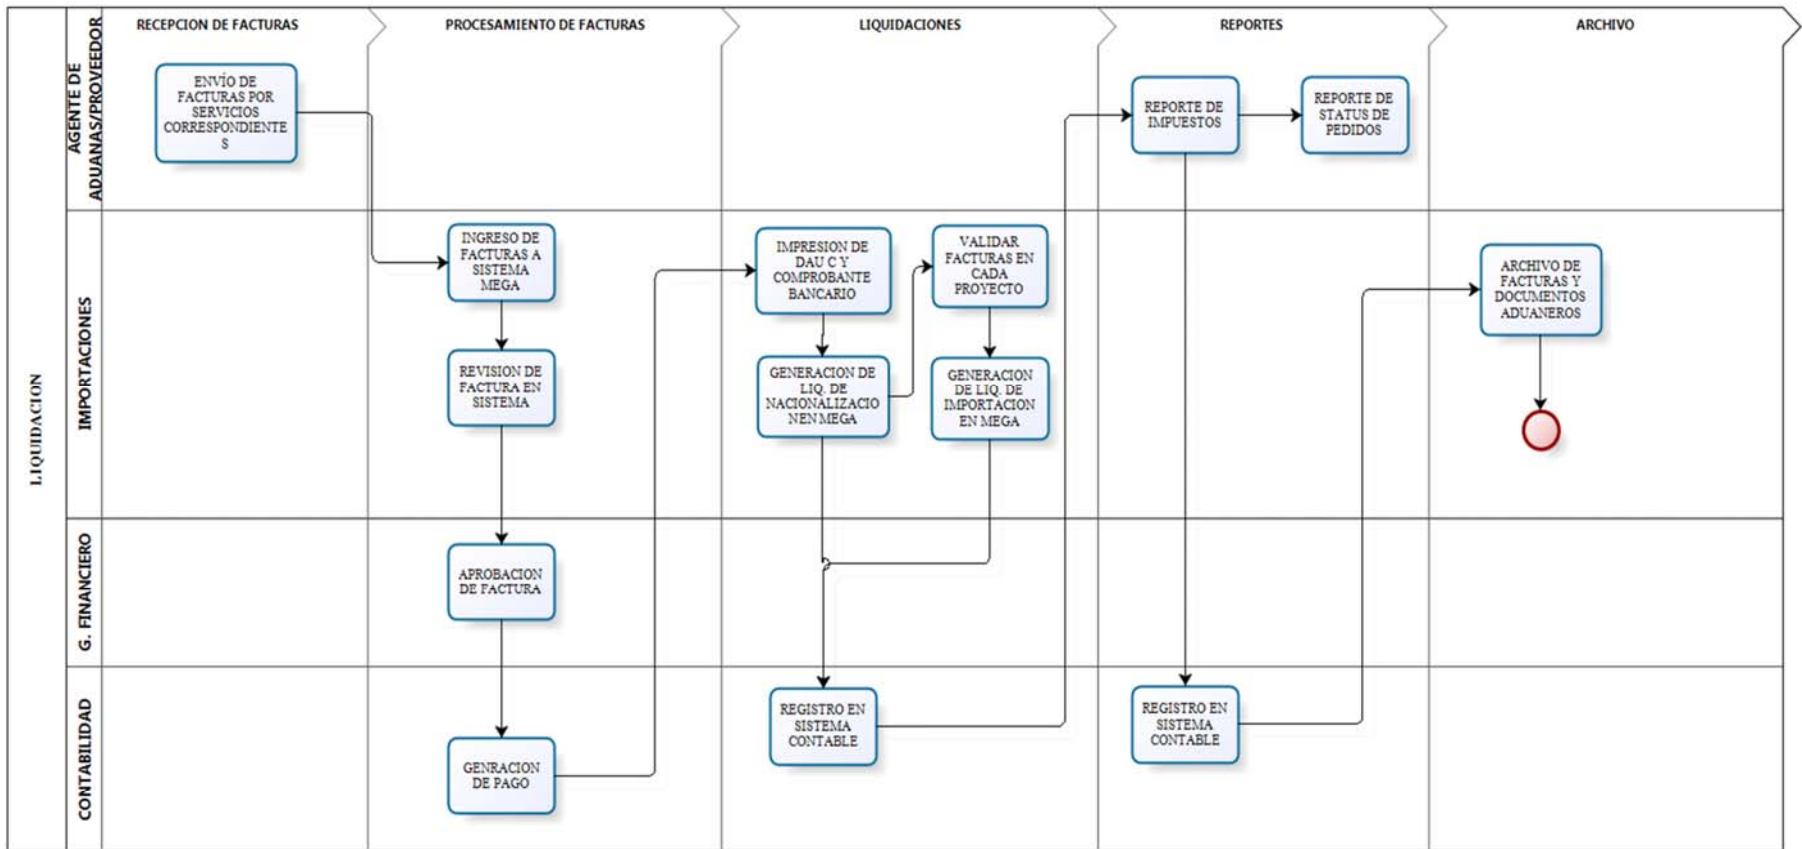 RECEPCION DE FACTURAS
PROCESAMIENTO DE FACTURAS
LIQUIDACIONES
REPORTES
ARCHIVO
LIQUIDACION
AGENTE DE
ADUANAS/PROVEEDOR
ENVÍO DE
FACTURAS POR
SERVICIOS
CORRESPONDIENTE
S
REPORTE DE
IMPUESTOS
REPORTE DE
STATUS DE
PEDIDOS
IMPORTACIONES
INGRESO DE
FACTURAS A
SISTEMA
MEGA
REVISION DE
FACTURA EN
SISTEMA
IMPRESION DE
DAU C Y
COMPROBANTE
BANCARIO
GENERACION DE
LIQ. DE
NACIONALIZACIO
NEN MEGA
VALIDAR
FACTURAS EN
CADA
PROYECTO
GENERACION
DE LIQ. DE
IMPORTACION
EN MEGA
ARCHIVO DE
FACTURAS Y
DOCUMENTOS
ADUANEROS
G. FINANCIERO
APROBACION
DE FACTURA
CONTABILIDAD
GENRACION
DE PAGO
REGISTRO EN
SISTEMA
CONTABLE
REGISTRO EN
SISTEMA
CONTABLE